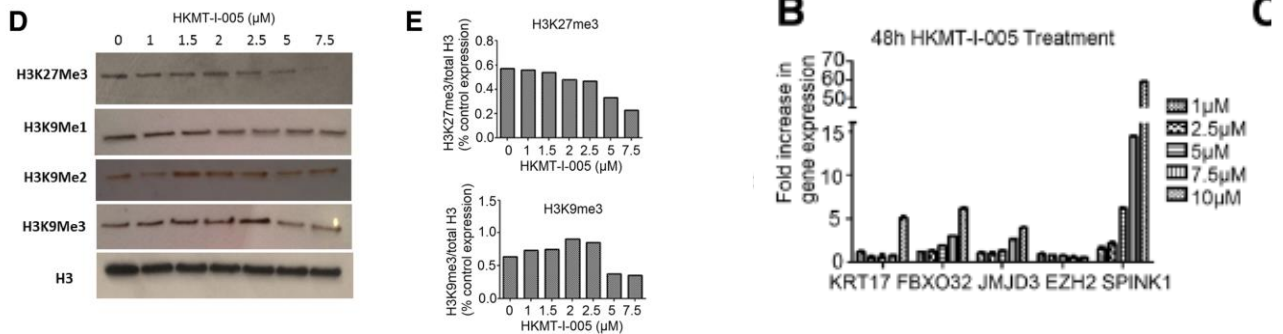 D
HKMT-I-005 (μM)
0 1 1.5 2 2.5 5 7.5
H3K27Me3
H3K9Me1
H3K9Me2
H3K9Me3
H3
E
H3K27me3
H3K27me3/total H3
(% control expression)
0.8
0.6
0.4
0.2
0.0
0 1 1.5 2 2.5 5 7.5
HKMT-I-005 (μM)
H3K9me3
H3K9me3/total H3
(% control expression)
1.5
1.0
0.5
0.0
0 1 1.5 2 2.5 5 7.5
HKMT-I-005 (μM)
B
48h HKMT-I-005 Treatment
Fold increase in
gene expression
70
60
50
15
10
5
0
KRT17 FBXO32 JMJD3 EZH2 SPINK1
1μM
2.5μM
5μM
7.5μM
10μM
C